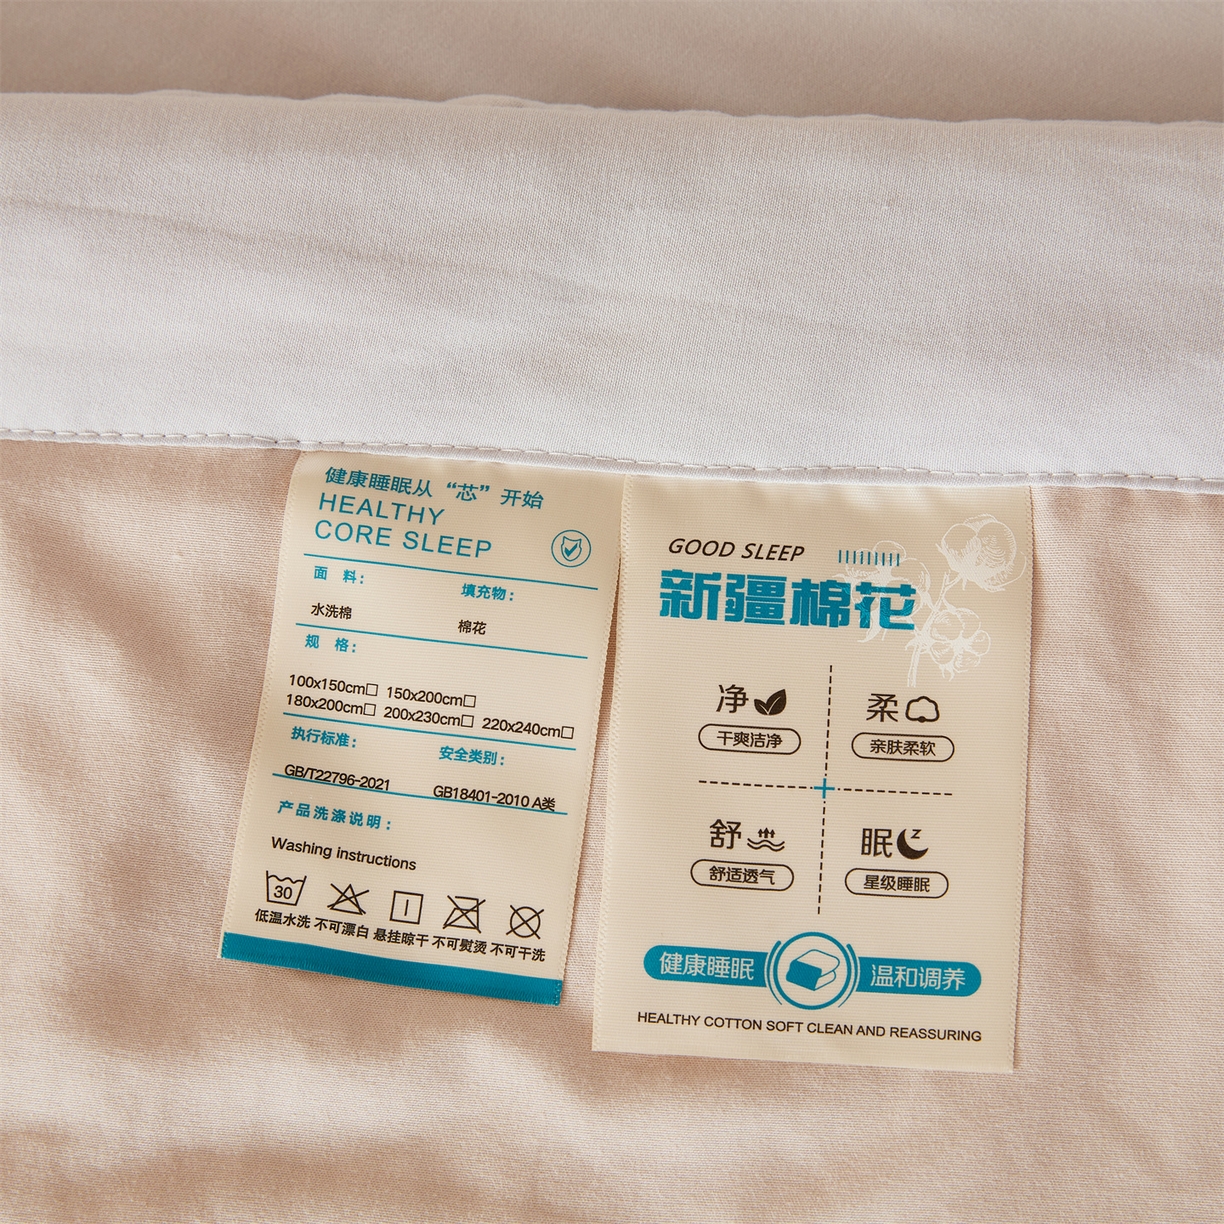 健康睡眠从“芯”开始
HEALTHY
CORE SLEEP
面 料：
填充物：
水洗棉
棉花
规 格：
100x150cm□ 150x200cm□
180x200cm□ 200x230cm□ 220x240cm□
执行标准：
安全类别：
GB/T22796-2021
GB18401-2010 A类
产品洗涤说明：
Washing instructions
30
低温水洗 不可漂白 悬挂晾干 不可熨烫 不可干洗
GOOD SLEEP
新疆棉花
净
干爽洁净
柔
亲肤柔软
舒
舒适透气
眠
z
星级睡眠
健康睡眠
温和调养
HEALTHY COTTON SOFT CLEAN AND REASSURING